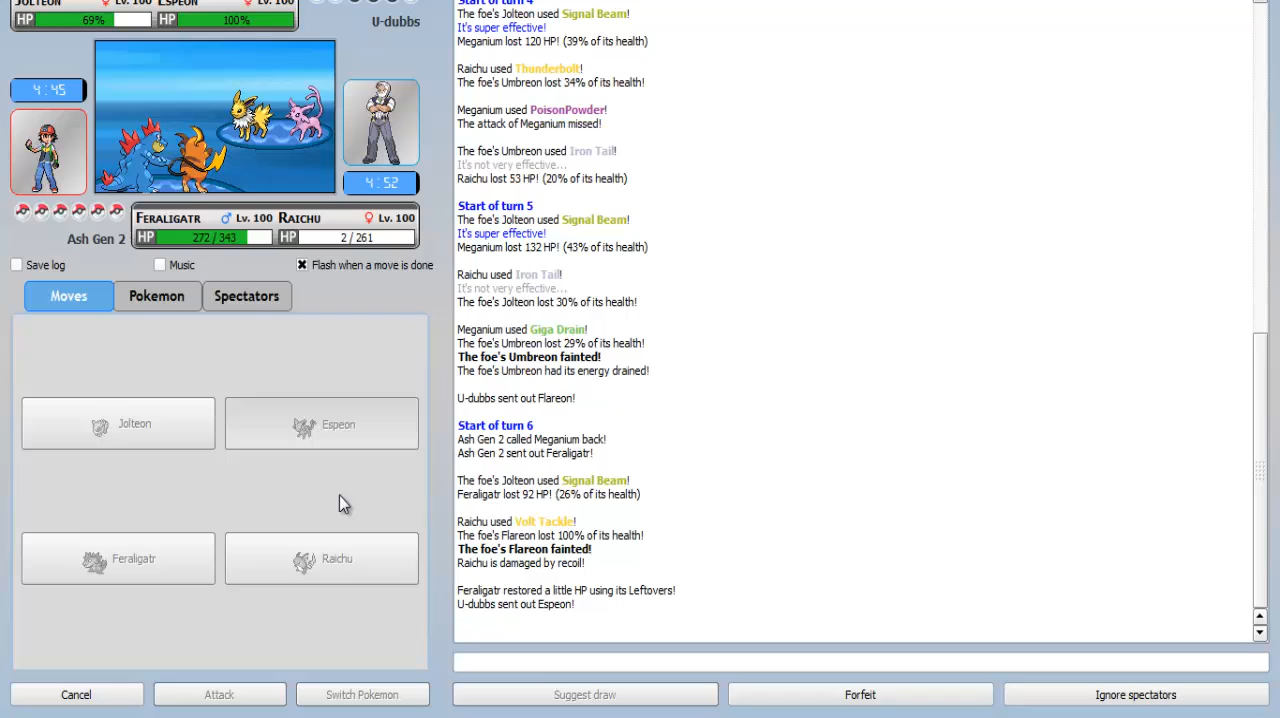 JOLTEON ♀ Lv. 100 ESPEON ♀ Lv. 100
HP 69% HP 100%
U-dubbs
4:45
4:52
FERALIGATR ♂ Lv. 100 RAICHU ♀ Lv. 100
HP 272/343 HP 2/261
Ash Gen 2
Save log Music Flash when a move is done
Moves Pokemon Spectators
Jolteon Espeon
Feraligatr Raichu
Cancel Attack Switch Pokemon
Start of turn 4
The foe's Jolteon used Signal Beam!
It's super effective!
Meganium lost 120 HP! (39% of its health)
Raichu used Thunderbolt!
The foe's Umbreon lost 34% of its health!
Meganium used PoisonPowder!
The attack of Meganium missed!
The foe's Umbreon used Iron Tail!
It's not very effective...
Raichu lost 53 HP! (20% of its health)
Start of turn 5
The foe's Jolteon used Signal Beam!
It's super effective!
Meganium lost 132 HP! (43% of its health)
Raichu used Iron Tail!
It's not very effective...
The foe's Jolteon lost 30% of its health!
Meganium used Giga Drain!
The foe's Umbreon lost 29% of its health!
The foe's Umbreon fainted!
The foe's Umbreon had its energy drained!
U-dubbs sent out Flareon!
Start of turn 6
Ash Gen 2 called Meganium back!
Ash Gen 2 sent out Feraligatr!
The foe's Jolteon used Signal Beam!
Feraligatr lost 92 HP! (26% of its health)
Raichu used Volt Tackle!
The foe's Flareon lost 100% of its health!
The foe's Flareon fainted!
Raichu is damaged by recoil!
Feraligatr restored a little HP using its Leftovers!
U-dubbs sent out Espeon!
Suggest draw Forfeit Ignore spectators